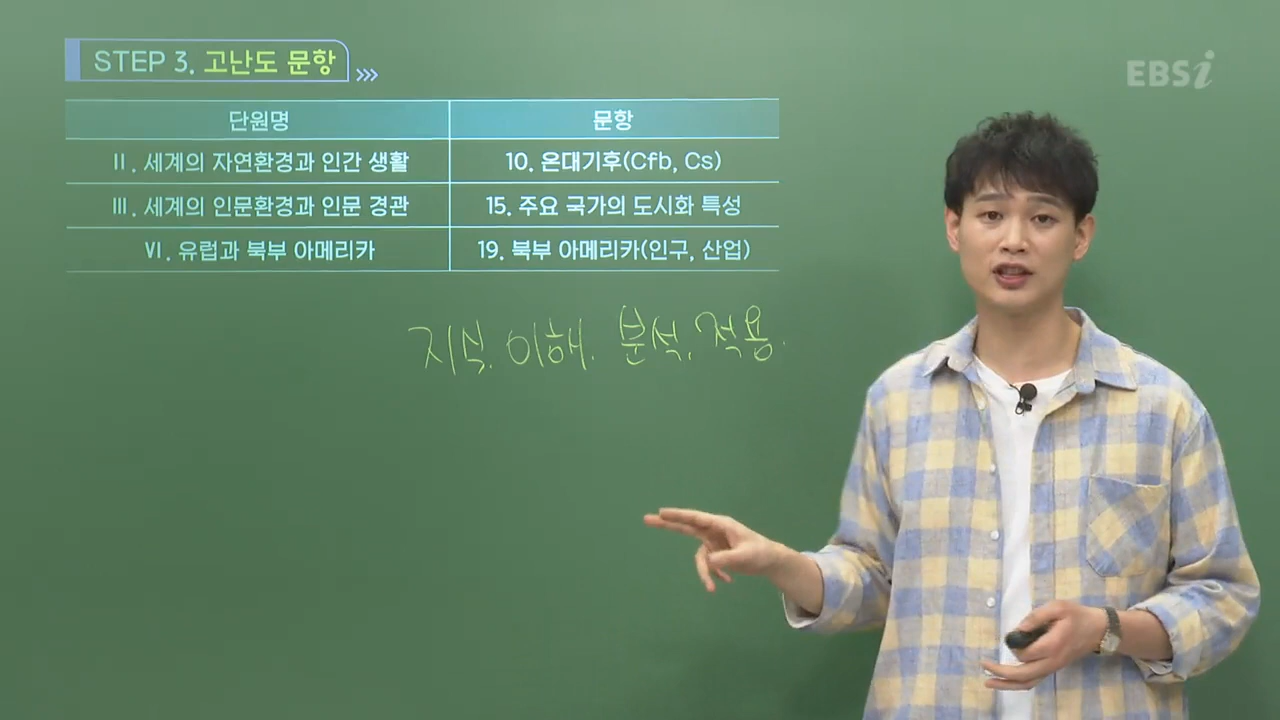 STEP 3. 고난도 문항
EBSi
단원명 문항
Ⅱ. 세계의 자연환경과 인간 생활 10. 온대기후(Cfb, Cs)
Ⅲ. 세계의 인문환경과 인문 경관 15. 주요 국가의 도시화 특성
Ⅵ. 유럽과 북부 아메리카 19. 북부 아메리카(인구, 산업)
지식. 이해. 분석. 적용.